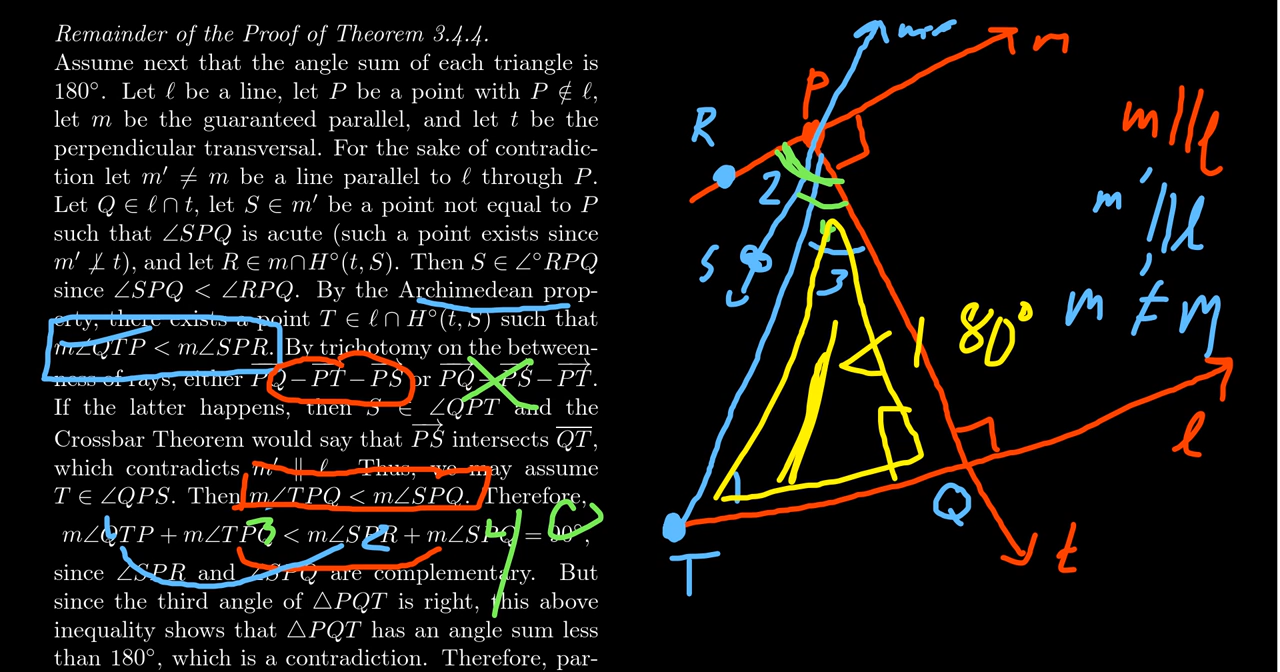 Remainder of the Proof of Theorem 3.4.4.
Assume next that the angle sum of each triangle is
180°. Let ℓ be a line, let P be a point with P ∉ ℓ,
let m be the guaranteed parallel, and let t be the
perpendicular transversal. For the sake of contradic-
tion let m′ ≠ m be a line parallel to ℓ through P.
Let Q ∈ ℓ ∩ t, let S ∈ m′ be a point not equal to P
such that ∠SPQ is acute (such a point exists since
m′ ⊥̸ t), and let R ∈ m∩H°(t, S). Then S ∈ ∠°RPQ
since ∠SPQ < ∠RPQ. By the Archimedean prop-
erty, there exists a point T ∈ ℓ ∩ H°(t, S) such that
m∠QTP < m∠SPR. By trichotomy on the between-
ness of rays, either PQ − PT − PS or PQ − PS − PT.
If the latter happens, then S ∈ ∠QPT and the
Crossbar Theorem would say that PS intersects QT,
which contradicts m′ ∥ ℓ. Thus, we may assume
T ∈ ∠QPS. Then m∠TPQ < m∠SPQ. Therefore,
m∠QTP + m∠TPQ < m∠SPR + m∠SPQ = 90°,
since ∠SPR and ∠SPQ are complementary. But
since the third angle of △PQT is right, this above
inequality shows that △PQT has an angle sum less
than 180°, which is a contradiction. Therefore, par-
m
P
R
2
S
3
T
Q
t
ℓ
< 180°
m // ℓ
m′ // ℓ
m′ ≠ m
1
3
2